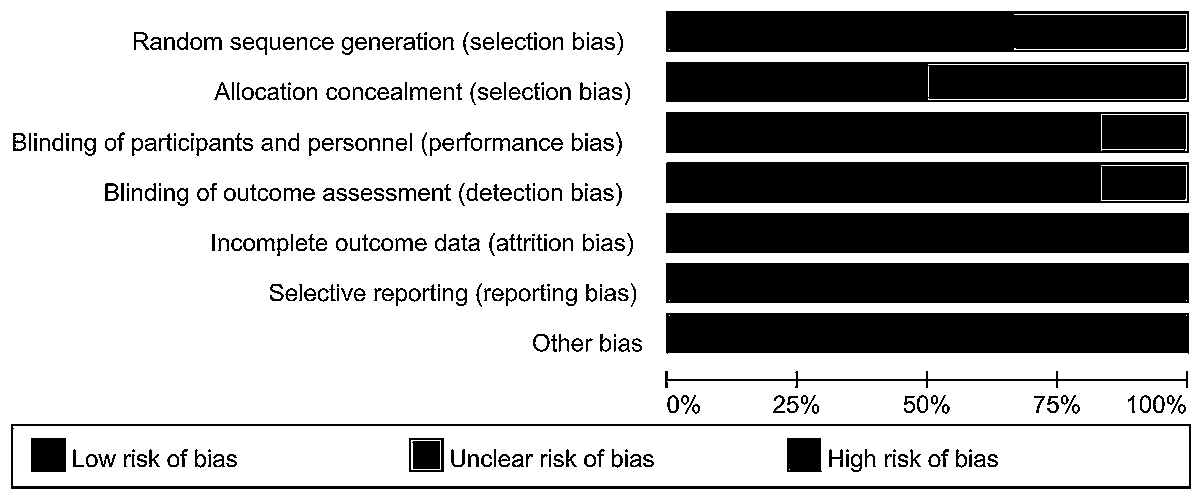 Random sequence generation (selection bias)
Allocation concealment (selection bias)
Blinding of participants and personnel (performance bias)
Blinding of outcome assessment (detection bias)
Incomplete outcome data (attrition bias)
Selective reporting (reporting bias)
Other bias
0% 25% 50% 75% 100%
Low risk of bias Unclear risk of bias High risk of bias